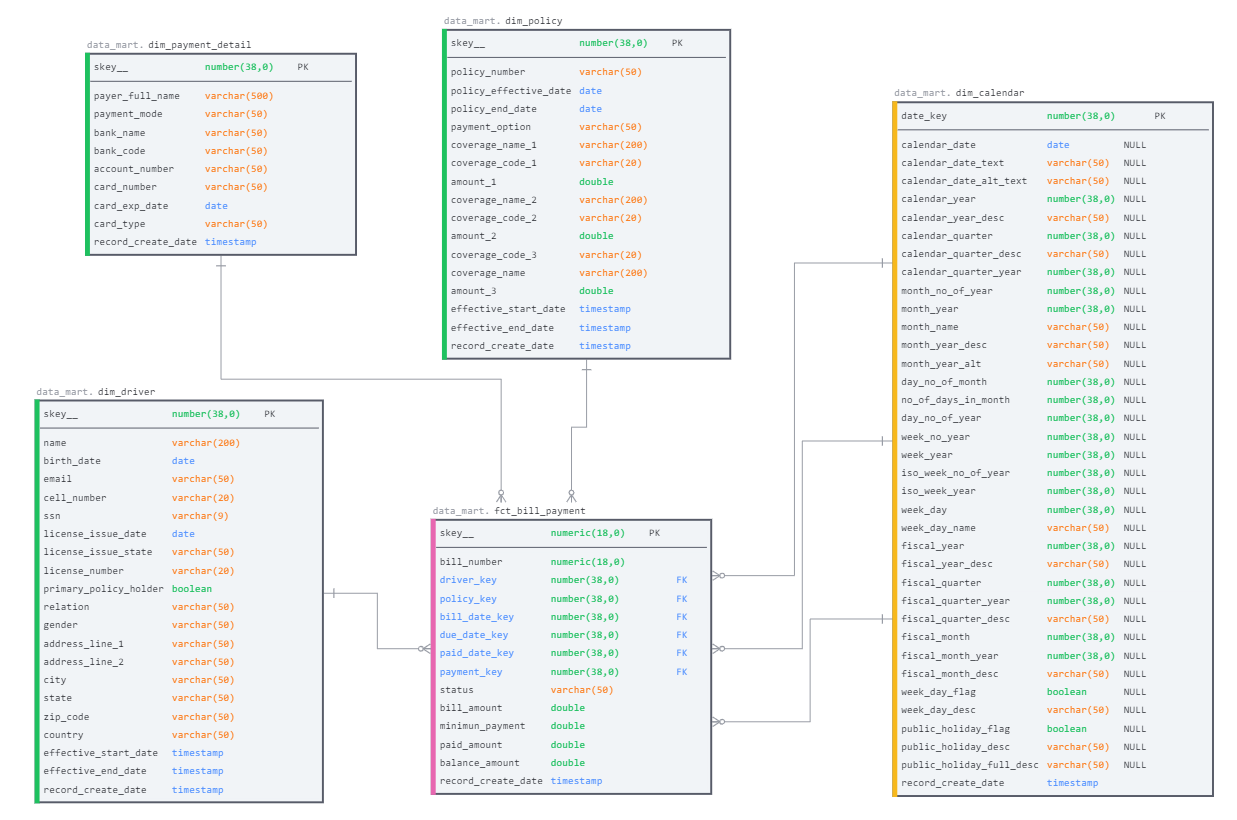 data_mart. dim_payment_detail
skey__ number(38,0) PK
payer_full_name varchar(500)
payment_mode varchar(50)
bank_name varchar(50)
bank_code varchar(50)
account_number varchar(50)
card_number varchar(50)
card_exp_date date
card_type varchar(50)
record_create_date timestamp
data_mart. dim_policy
skey__ number(38,0) PK
policy_number varchar(50)
policy_effective_date date
policy_end_date date
payment_option varchar(50)
coverage_name_1 varchar(200)
coverage_code_1 varchar(20)
amount_1 double
coverage_name_2 varchar(200)
coverage_code_2 varchar(20)
amount_2 double
coverage_code_3 varchar(20)
coverage_name varchar(200)
amount_3 double
effective_start_date timestamp
effective_end_date timestamp
record_create_date timestamp
data_mart. dim_calendar
date_key number(38,0) PK
calendar_date date NULL
calendar_date_text varchar(50) NULL
calendar_date_alt_text varchar(50) NULL
calendar_year number(38,0) NULL
calendar_year_desc varchar(50) NULL
calendar_quarter number(38,0) NULL
calendar_quarter_desc varchar(50) NULL
calendar_quarter_year number(38,0) NULL
month_no_of_year number(38,0) NULL
month_year number(38,0) NULL
month_name varchar(50) NULL
month_year_desc varchar(50) NULL
month_year_alt varchar(50) NULL
day_no_of_month number(38,0) NULL
no_of_days_in_month number(38,0) NULL
day_no_of_year number(38,0) NULL
week_no_year number(38,0) NULL
week_year number(38,0) NULL
iso_week_no_of_year number(38,0) NULL
iso_week_year number(38,0) NULL
week_day number(38,0) NULL
week_day_name varchar(50) NULL
fiscal_year number(38,0) NULL
fiscal_year_desc varchar(50) NULL
fiscal_quarter number(38,0) NULL
fiscal_quarter_year number(38,0) NULL
fiscal_quarter_desc varchar(50) NULL
fiscal_month number(38,0) NULL
fiscal_month_year number(38,0) NULL
fiscal_month_desc varchar(50) NULL
week_day_flag boolean NULL
week_day_desc varchar(50) NULL
public_holiday_flag boolean NULL
public_holiday_desc varchar(50) NULL
public_holiday_full_desc varchar(50) NULL
record_create_date timestamp
data_mart. dim_driver
skey__ number(38,0) PK
name varchar(200)
birth_date date
email varchar(50)
cell_number varchar(20)
ssn varchar(9)
license_issue_date date
license_issue_state varchar(50)
license_number varchar(20)
primary_policy_holder boolean
relation varchar(50)
gender varchar(50)
address_line_1 varchar(50)
address_line_2 varchar(50)
city varchar(50)
state varchar(50)
zip_code varchar(50)
country varchar(50)
effective_start_date timestamp
effective_end_date timestamp
record_create_date timestamp
data_mart. fct_bill_payment
skey__ numeric(18,0) PK
bill_number numeric(18,0)
driver_key number(38,0) FK
policy_key number(38,0) FK
bill_date_key number(38,0) FK
due_date_key number(38,0) FK
paid_date_key number(38,0) FK
payment_key number(38,0) FK
status varchar(50)
bill_amount double
minimun_payment double
paid_amount double
balance_amount double
record_create_date timestamp